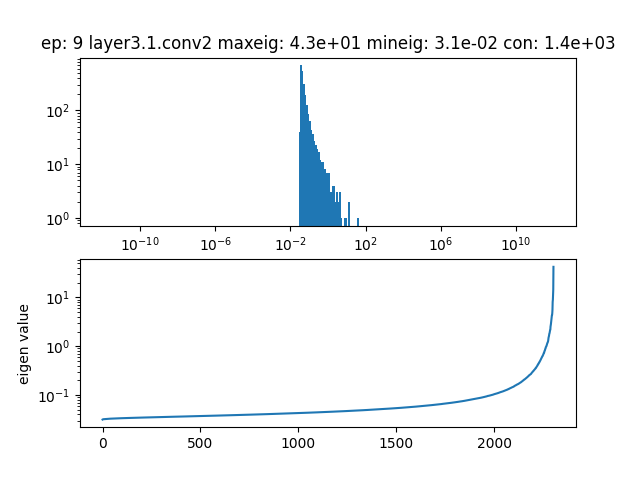 ep: 9 layer3.1.conv2 maxeig: 4.3e+01 mineig: 3.1e-02 con: 1.4e+03
10²
10¹
10⁰
10⁻¹⁰ 10⁻⁶ 10⁻² 10² 10⁶ 10¹⁰
eigen value
10¹
10⁰
10⁻¹
0 500 1000 1500 2000